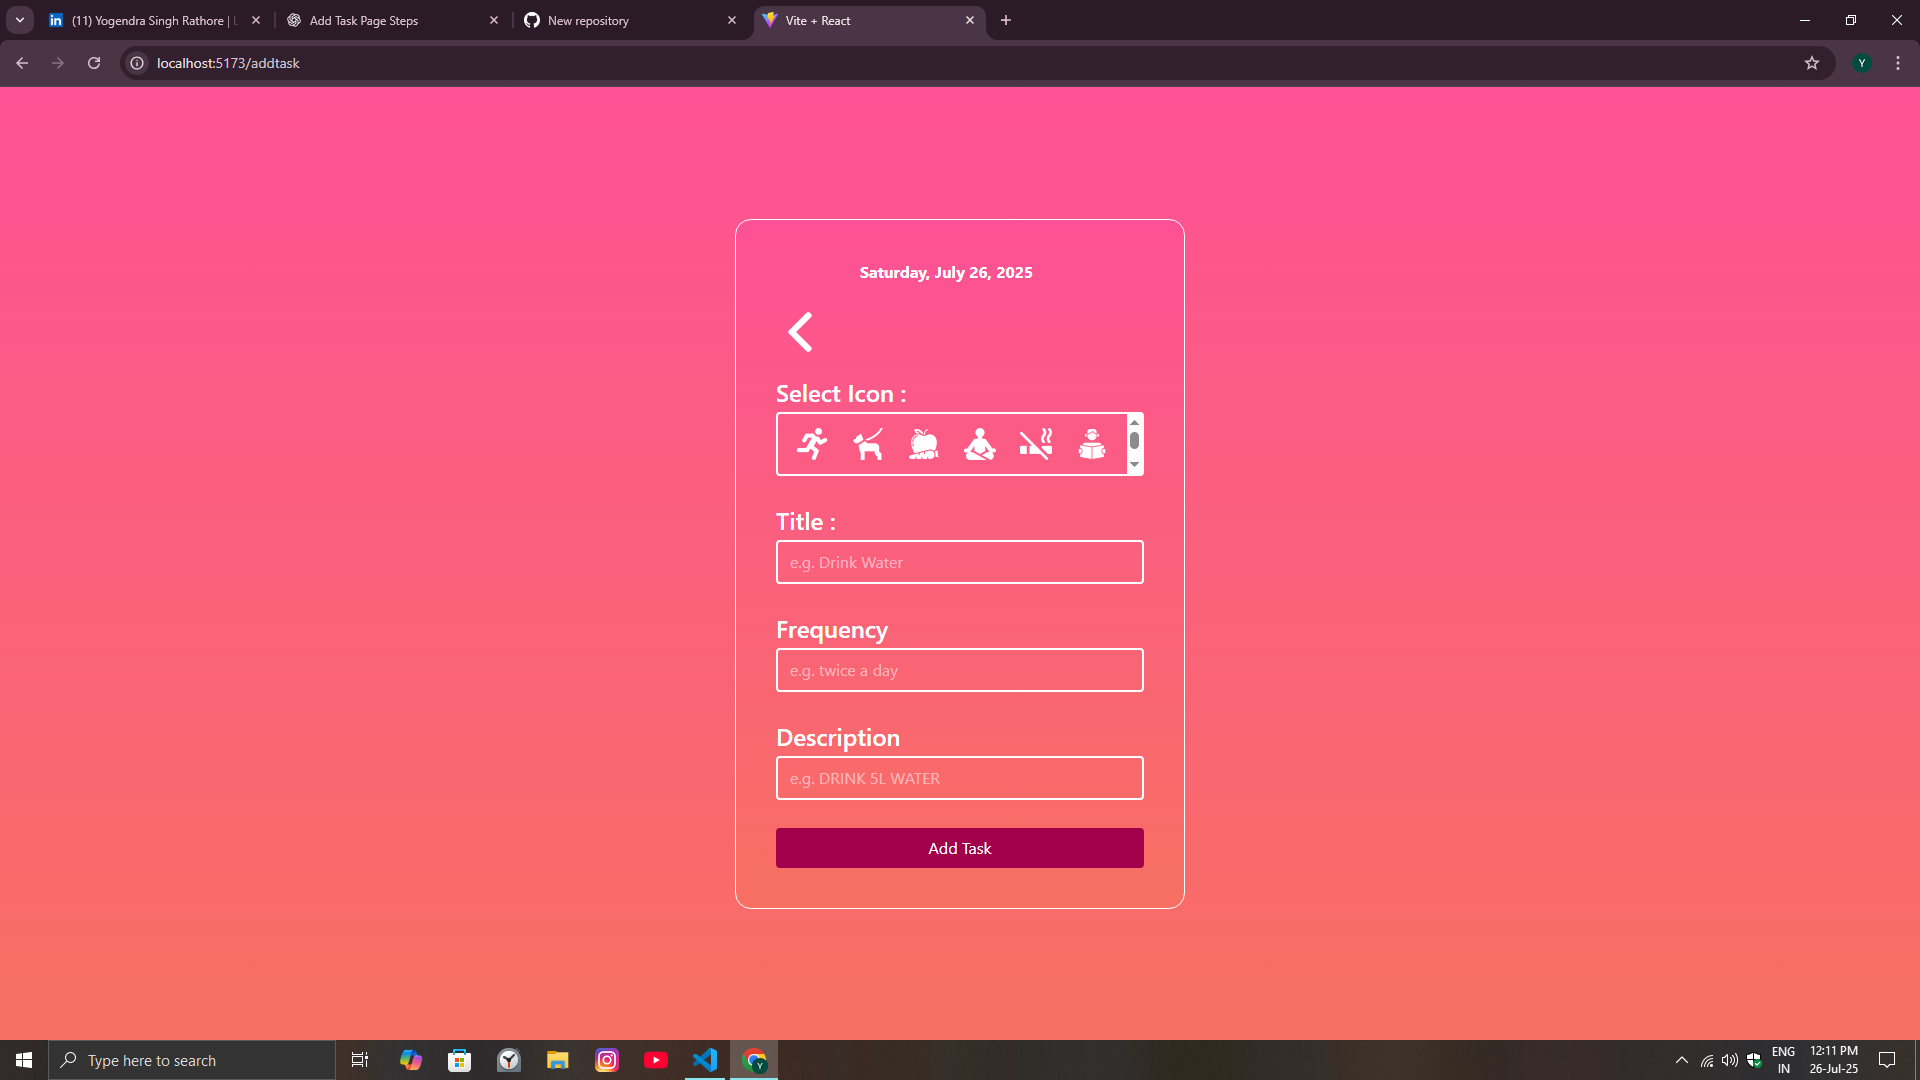 (11) Yogendra Singh Rathore | L
Add Task Page Steps
New repository
Vite + React
localhost:5173/addtask
Y
Saturday, July 26, 2025
Select Icon :
Title :
e.g. Drink Water
Frequency
e.g. twice a day
Description
e.g. DRINK 5L WATER
Add Task
Type here to search
Y
ENG
IN
12:11 PM
26-Jul-25